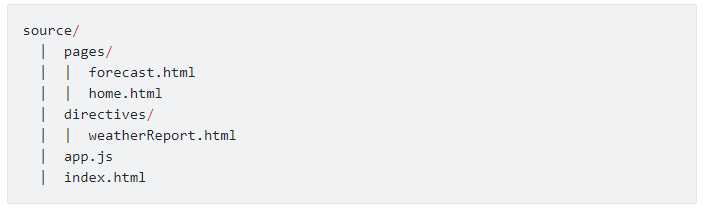 source/
| pages/
| | forecast.html
| | home.html
| directives/
| | weatherReport.html
| app.js
| index.html